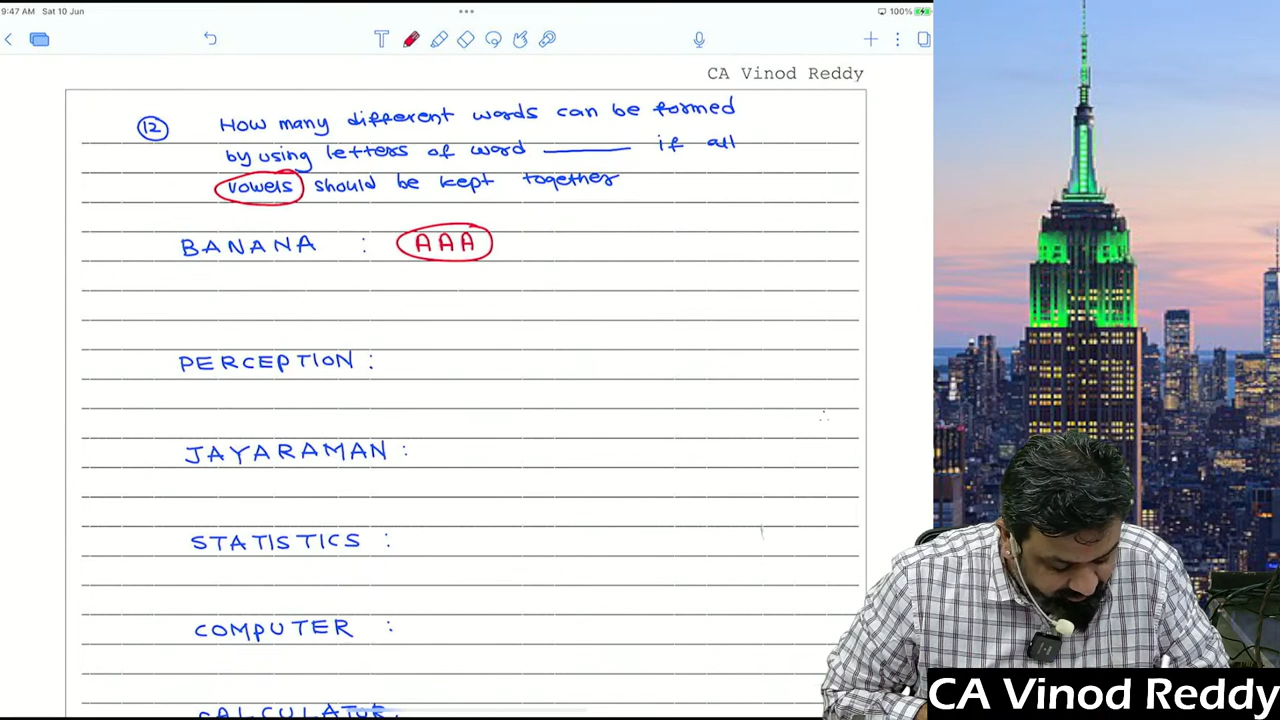 9:47 AM Sat 10 Jun
100%
CA Vinod Reddy
12 How many different words can be formed
by using letters of word ______ if all
vowels should be kept together
BANANA : AAA
PERCEPTION :
JAYARAMAN :
STATISTICS :
COMPUTER :
CALCULATOR :
CA Vinod Reddy